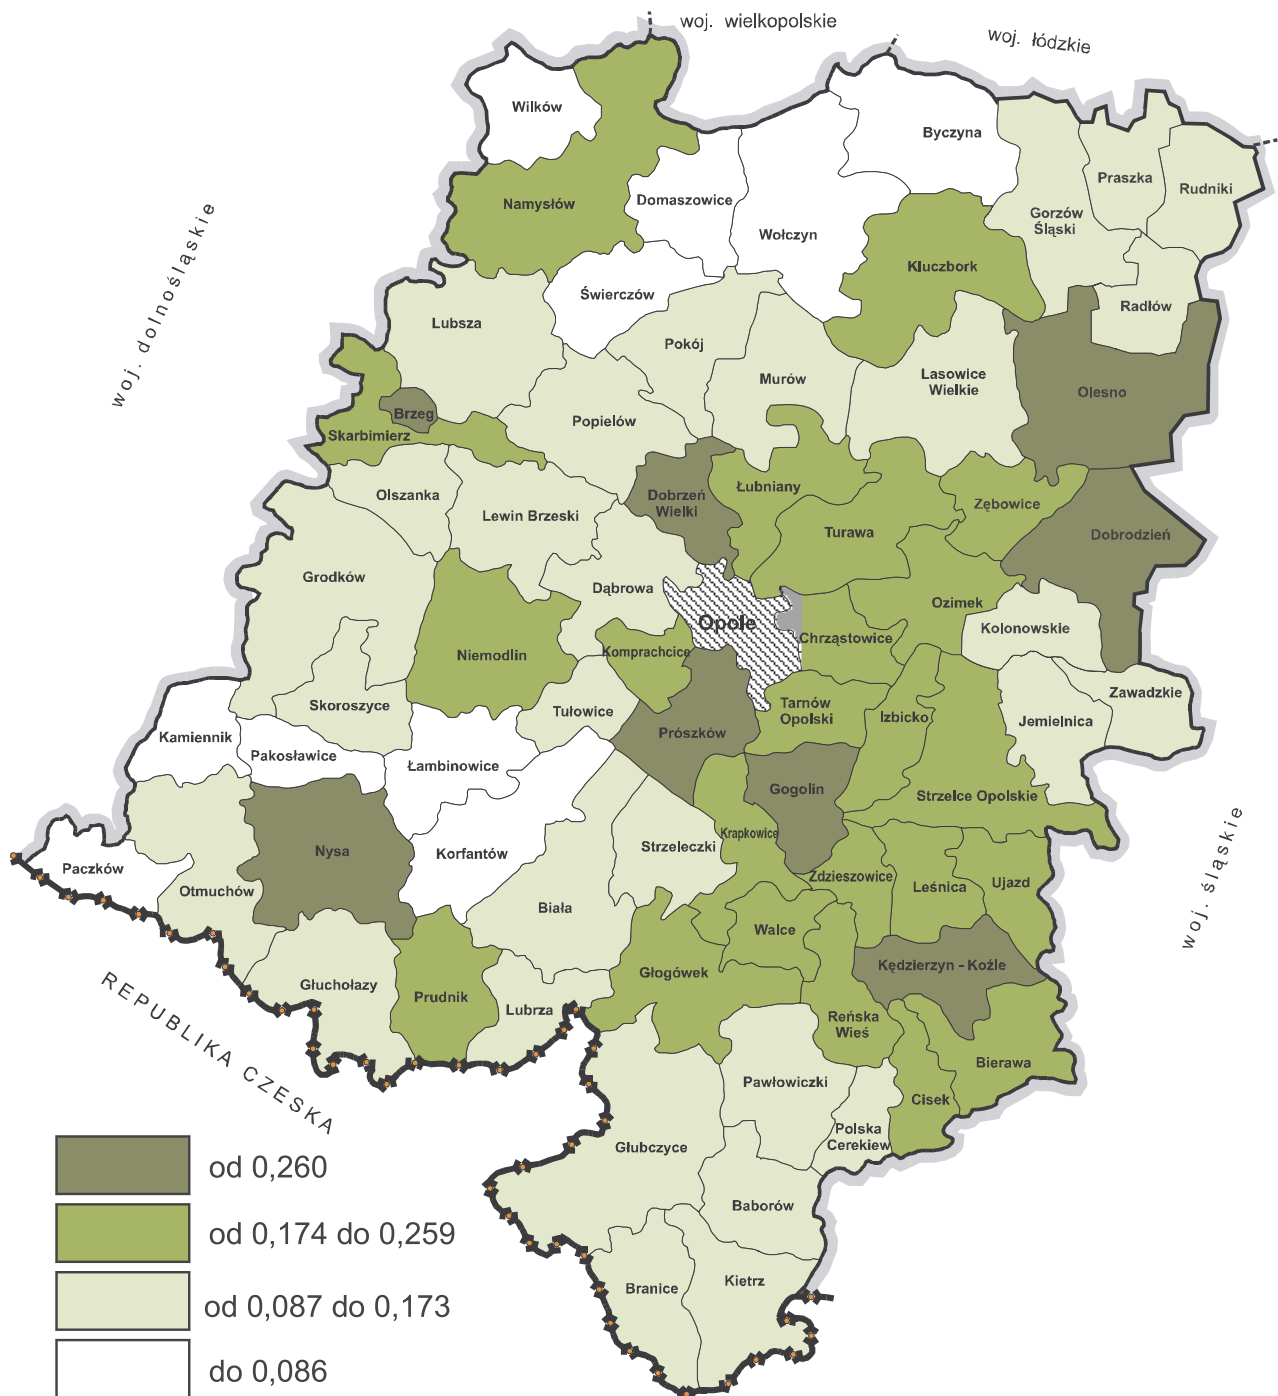 woj. wielkopolskie
woj. łódzkie
Wilków
Byczyna
Praszka
Rudniki
Namysłów
Domaszowice
Wołczyn
Gorzów
Śląski
Kluczbork
Świerczów
Radłów
woj. dolnośląskie
Lubsza
Pokój
Murów
Lasowice
Wielkie
Olesno
Brzeg
Skarbimierz
Popielów
Olszanka
Lewin Brzeski
Dobrzeń
Wielki
Łubniany
Turawa
Zębowice
Dobrodzień
Grodków
Dąbrowa
Opole
Chrząstowice
Ozimek
Kolonowskie
Niemodlin
Komprachcice
Skoroszyce
Tułowice
Prószków
Tarnów
Opolski
Izbicko
Jemielnica
Zawadzkie
Kamiennik
Pakosławice
Łambinowice
Gogolin
Strzelce Opolskie
Paczków
Nysa
Korfantów
Strzeleczki
Krapkowice
Zdzieszowice
Leśnica
Ujazd
woj. śląskie
Otmuchów
Biała
Walce
Kędzierzyn - Koźle
Głuchołazy
Prudnik
Lubrza
Głogówek
Reńska
Wieś
Bierawa
REPUBLIKA CZESKA
Pawłowiczki
Cisek
Polska
Cerekiew
Głubczyce
Baborów
Branice
Kietrz
od 0,260
od 0,174 do 0,259
od 0,087 do 0,173
do 0,086